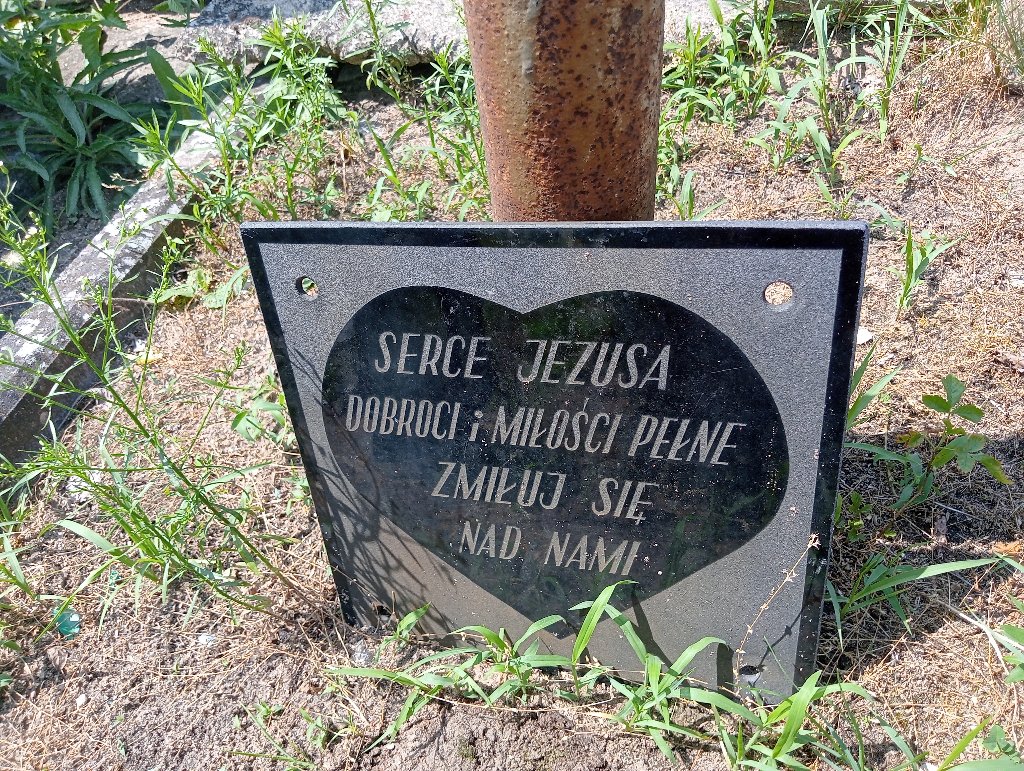 SERCE JEZUSA
DOBROCI i MIŁOŚCI PEŁNE
ZMIŁUJ SIĘ
NAD NAMI